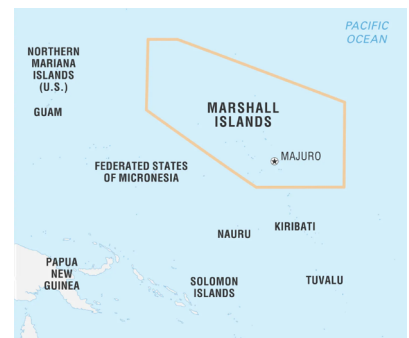 PACIFIC
OCEAN
NORTHERN
MARIANA
ISLANDS
(U.S.)
GUAM
MARSHALL
ISLANDS
MAJURO
FEDERATED STATES
OF MICRONESIA
NAURU
KIRIBATI
PAPUA
NEW
GUINEA
SOLOMON
ISLANDS
TUVALU